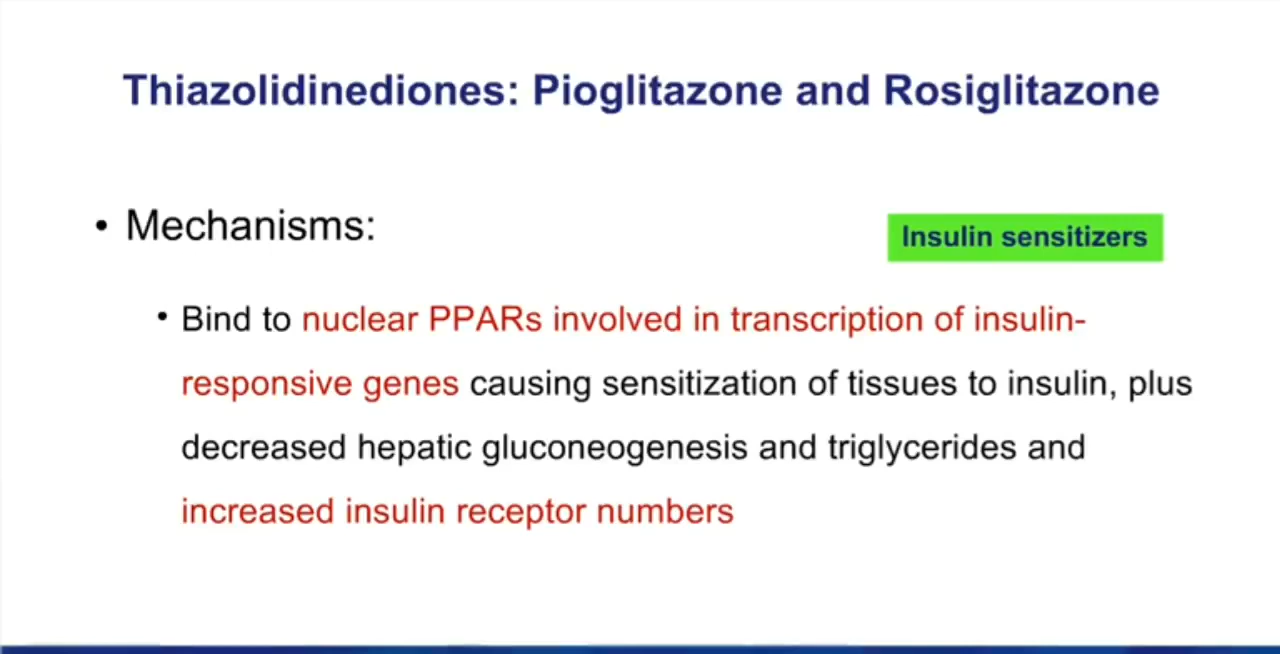 Thiazolidinediones: Pioglitazone and Rosiglitazone
• Mechanisms:
Insulin sensitizers
• Bind to nuclear PPARs involved in transcription of insulin-
responsive genes causing sensitization of tissues to insulin, plus
decreased hepatic gluconeogenesis and triglycerides and
increased insulin receptor numbers